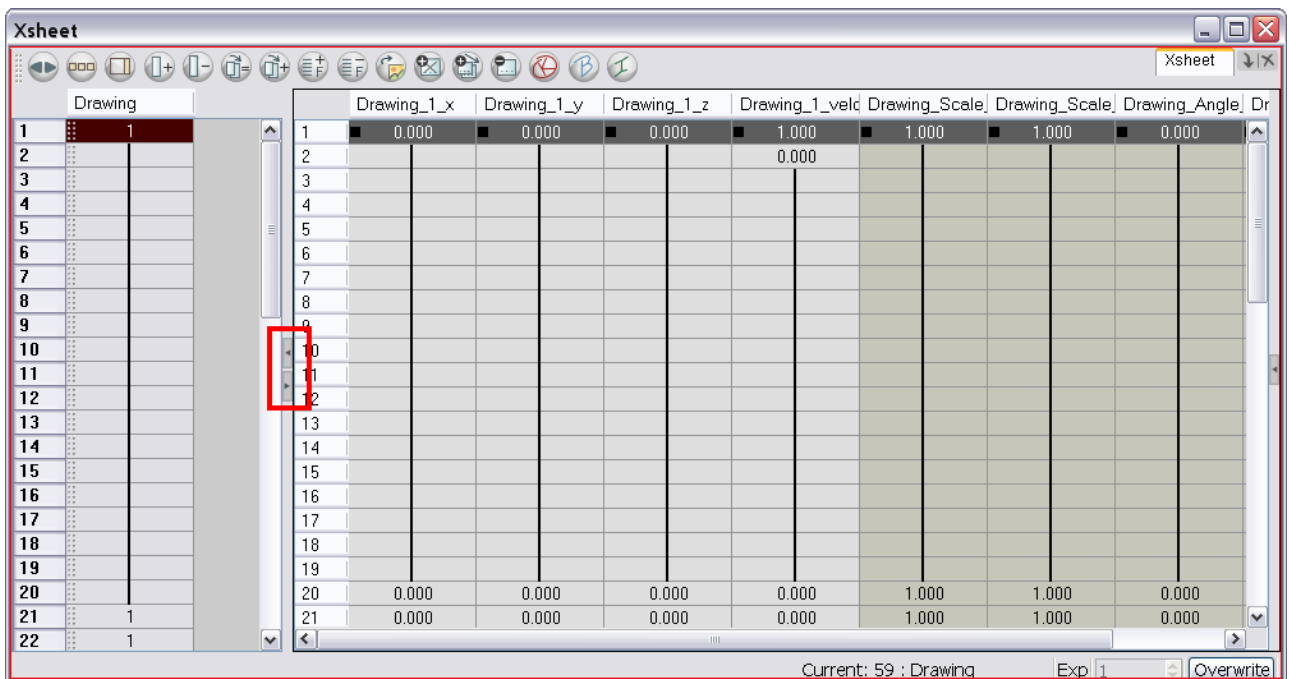 Xsheet
Xsheet
Drawing Drawing_1_x Drawing_1_y Drawing_1_z Drawing_1_velc Drawing_Scale Drawing_Scale Drawing_Angle Dr
1 1 1 0.000 0.000 0.000 1.000 1.000 1.000 0.000
2 2 0.000
3 3
4 4
5 5
6 6
7 7
8 8
9 9
10 10
11 11
12 12
13 13
14 14
15 15
16 16
17 17
18 18
19 19
20 20 0.000 0.000 0.000 0.000 1.000 1.000 0.000
21 1 21 0.000 0.000 0.000 0.000 1.000 1.000 0.000
22 1
Current: 59 : Drawing Exp 1 Overwrite